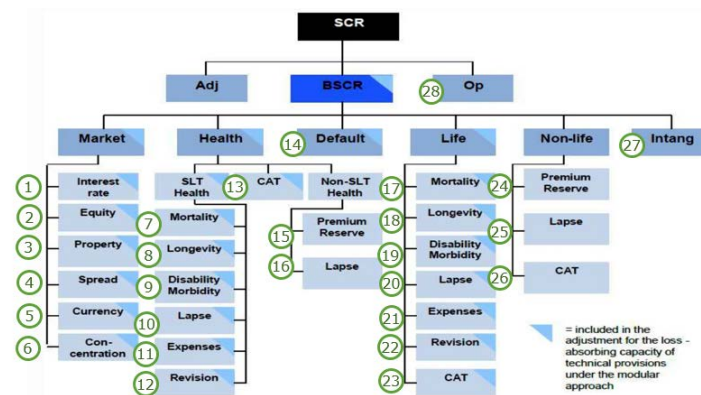 SCR
Adj
BSCR
28 Op
Market
Health
14 Default
Life
Non-life
27 Intang
1 Interest
rate
2 Equity
3 Property
4 Spread
5 Currency
6 Con-
centration
SLT
Health
13 CAT
Non-SLT
Health
7 Mortality
8 Longevity
9 Disability
Morbidity
10 Lapse
11 Expenses
12 Revision
15 Premium
Reserve
16 Lapse
17 Mortality
18 Longevity
19 Disability
Morbidity
20 Lapse
21 Expenses
22 Revision
23 CAT
24 Premium
Reserve
25 Lapse
26 CAT
= included in the
adjustment for the loss -
absorbing capacity of
technical provisions
under the modular
approach